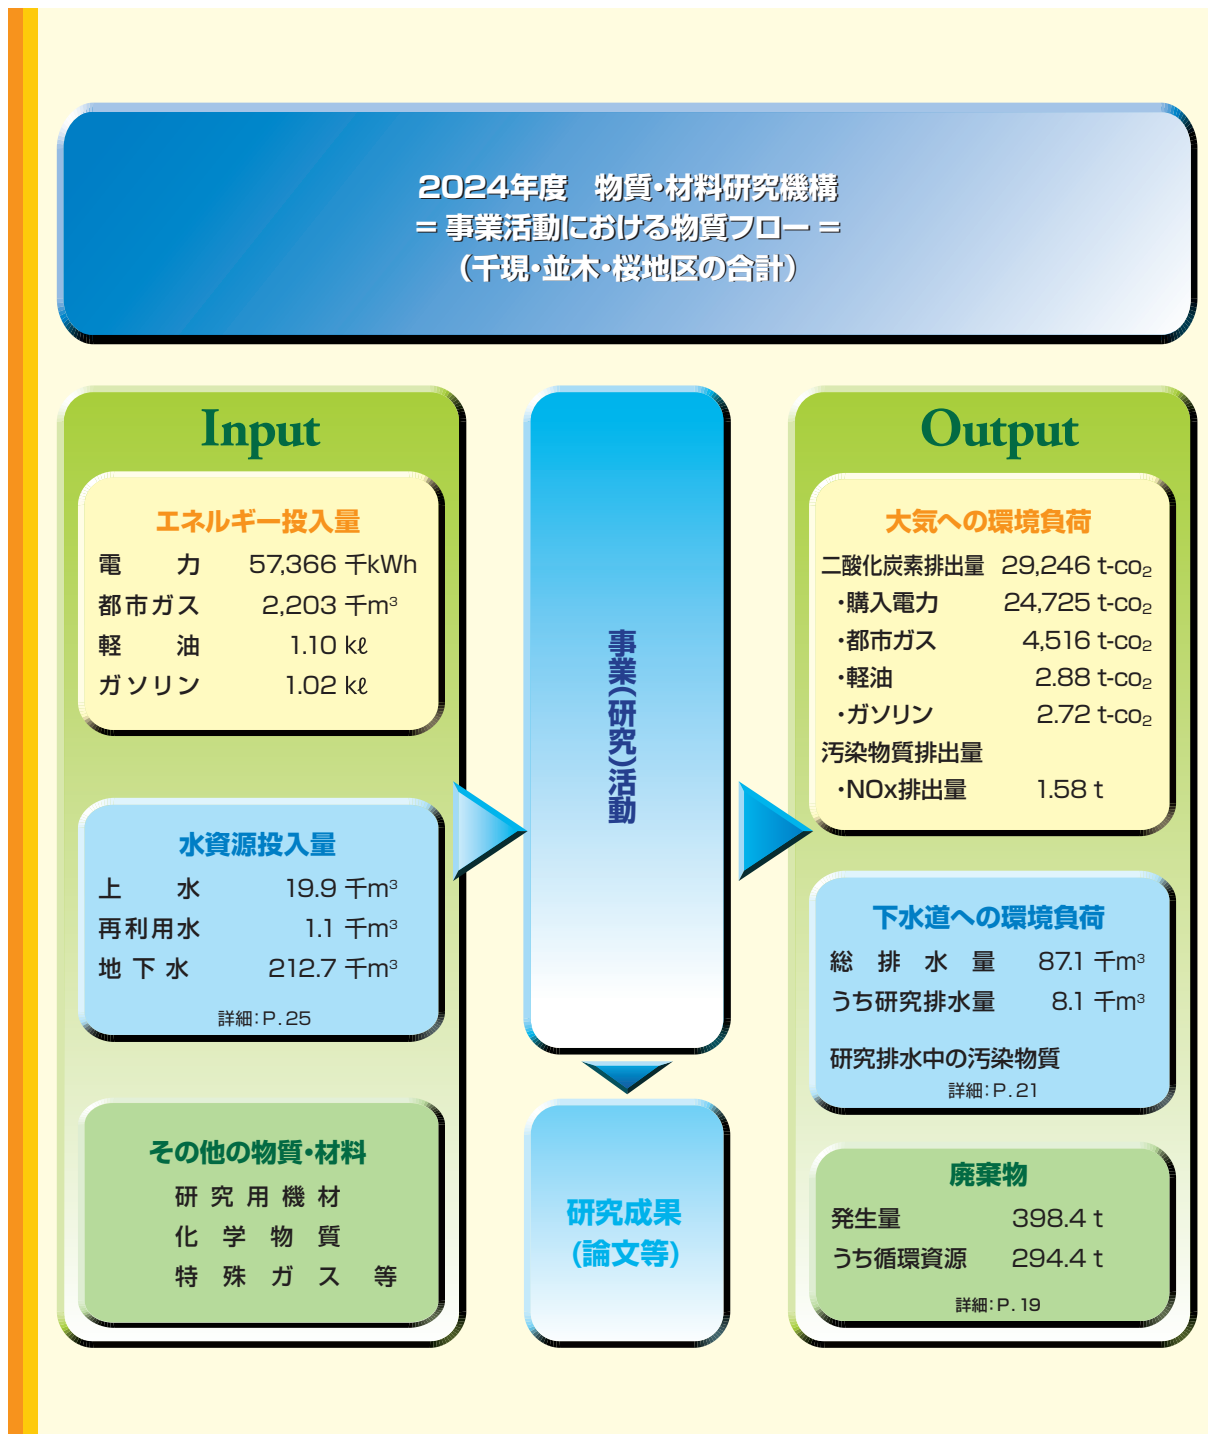 2024年度　物質・材料研究機構
= 事業活動における物質フロー =
（千現・並木・桜地区の合計）
Input
エネルギー投入量
電　　力　57,366 千kWh
都市ガス　2,203 千m³
軽　　油　1.10 kℓ
ガソリン　1.02 kℓ
水資源投入量
上　　水　19.9 千m³
再利用水　1.1 千m³
地 下 水　212.7 千m³
詳細：P.25
その他の物質・材料
研 究 用 機 材
化　学　物　質
特　殊　ガ　ス　等
事業（研究）活動
研究成果
（論文等）
Output
大気への環境負荷
二酸化炭素排出量　29,246 t-co₂
・購入電力　24,725 t-co₂
・都市ガス　4,516 t-co₂
・軽油　2.88 t-co₂
・ガソリン　2.72 t-co₂
汚染物質排出量
・NOx排出量　1.58 t
下水道への環境負荷
総　排　水　量　87.1 千m³
うち研究排水量　8.1 千m³
研究排水中の汚染物質
詳細：P.21
廃棄物
発生量　398.4 t
うち循環資源　294.4 t
詳細：P.19